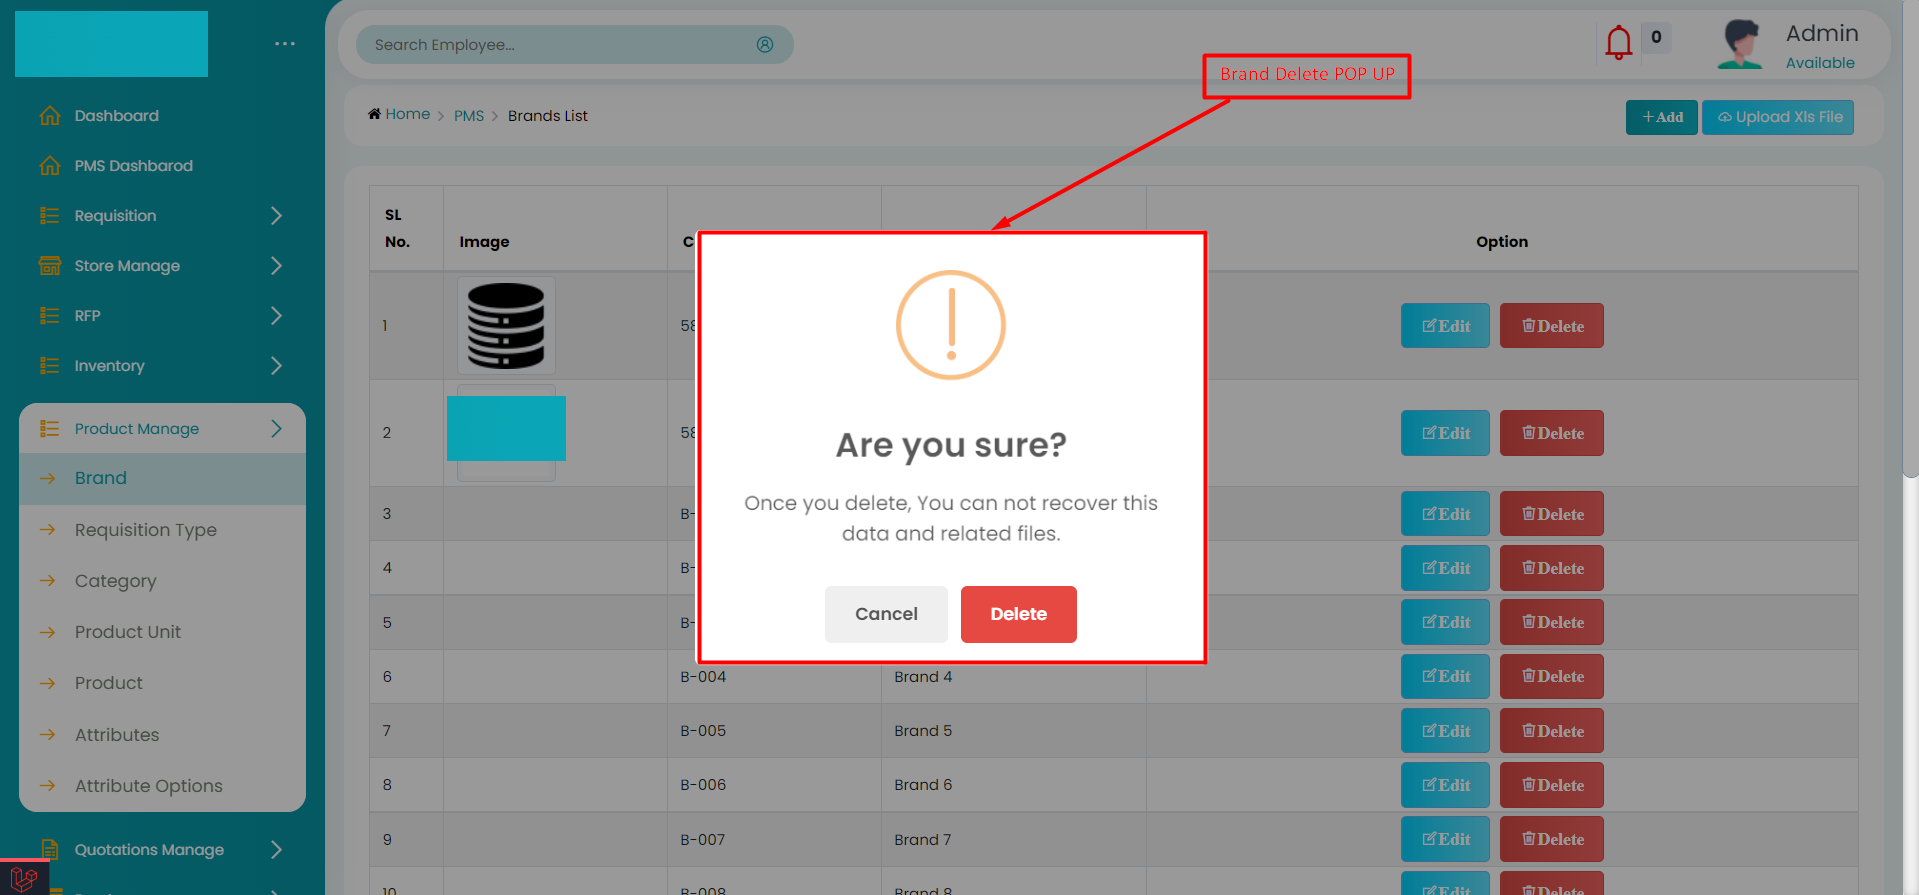 Search Employee...
0
Admin
Available
Brand Delete POP UP
Dashboard
PMS Dashbarod
Requisition
Store Manage
RFP
Inventory
Product Manage
Brand
Requisition Type
Category
Product Unit
Product
Attributes
Attribute Options
Quotations Manage
Home > PMS > Brands List
+Add
Upload Xls File
SL No. Image Option
1 58 Edit Delete
2 58 Edit Delete
3 B- Edit Delete
4 B- Edit Delete
5 B- Edit Delete
6 B-004 Brand 4 Edit Delete
7 B-005 Brand 5 Edit Delete
8 B-006 Brand 6 Edit Delete
9 B-007 Brand 7 Edit Delete
10 B-008 Brand 8 Edit Delete
Are you sure?
Once you delete, You can not recover this
data and related files.
Cancel
Delete